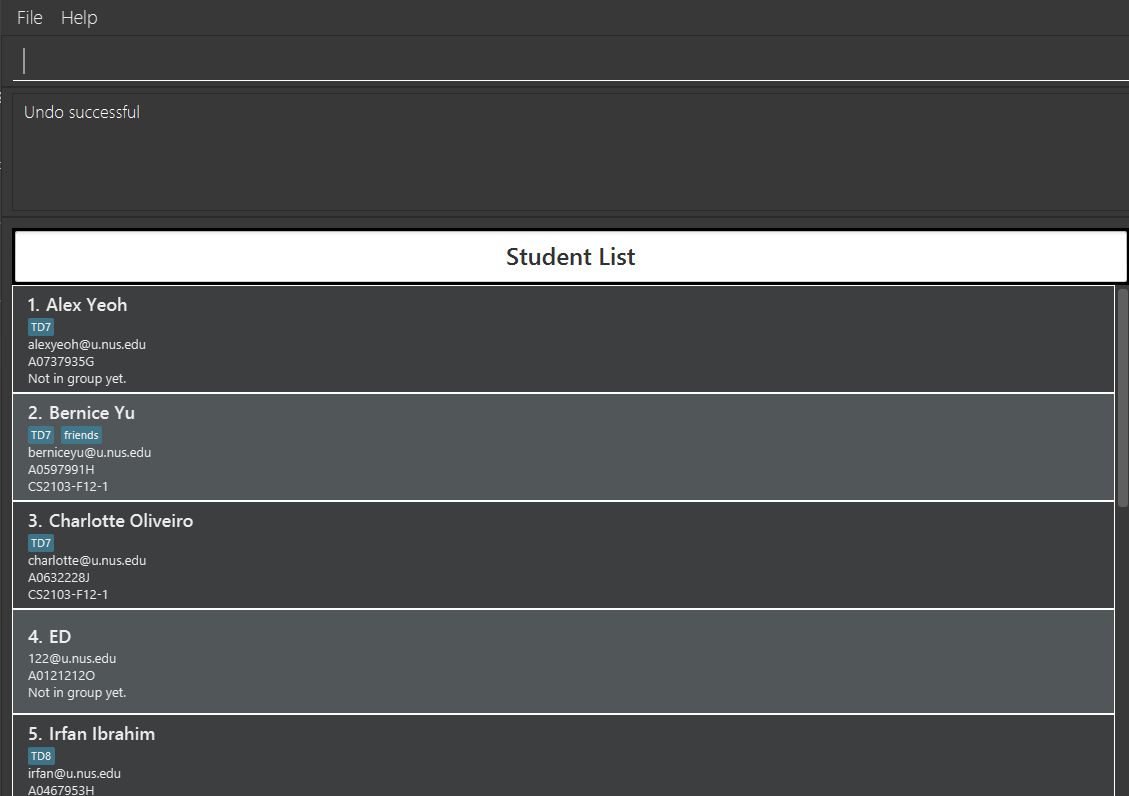 File Help
Undo successful
Student List
1. Alex Yeoh
TD7
alexyeoh@u.nus.edu
A0737935G
Not in group yet.
2. Bernice Yu
TD7 friends
berniceyu@u.nus.edu
A0597991H
CS2103-F12-1
3. Charlotte Oliveiro
TD7
charlotte@u.nus.edu
A0632228J
CS2103-F12-1
4. ED
122@u.nus.edu
A0121212O
Not in group yet.
5. Irfan Ibrahim
TD8
irfan@u.nus.edu
A0467953H